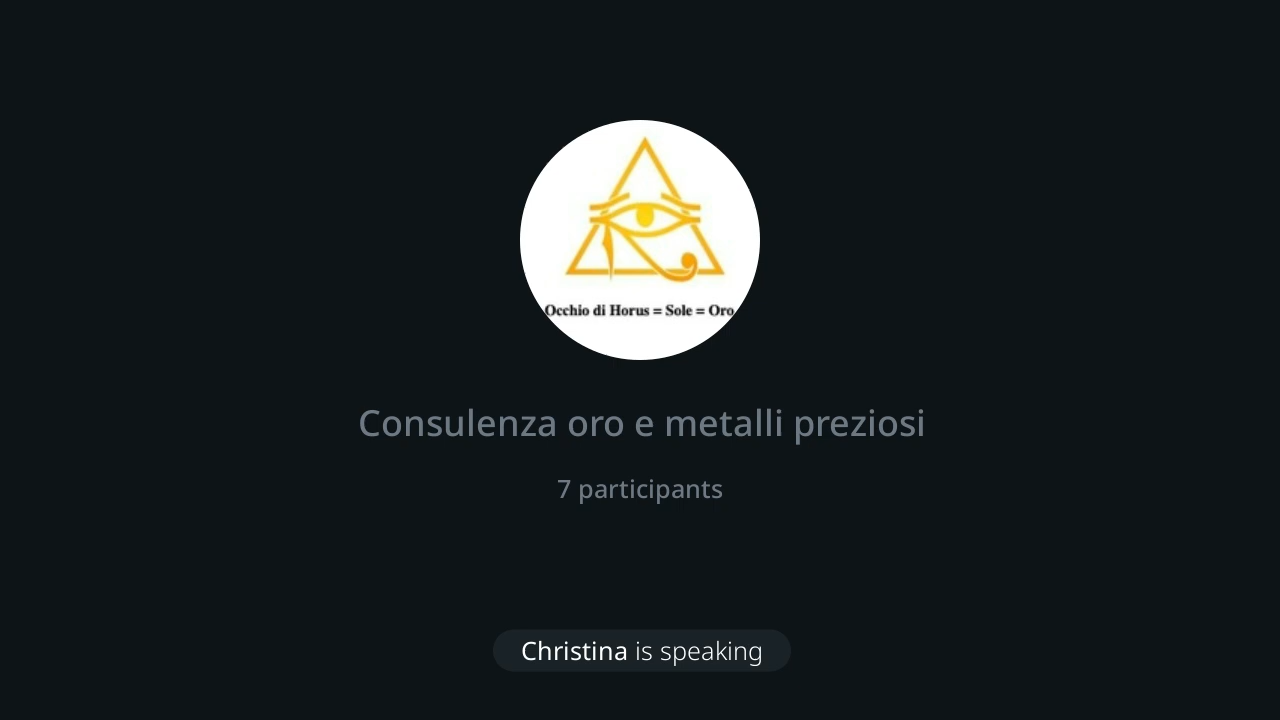 Occhio di Horus = Sole = Oro
Consulenza oro e metalli preziosi
7 participants
Christina is speaking